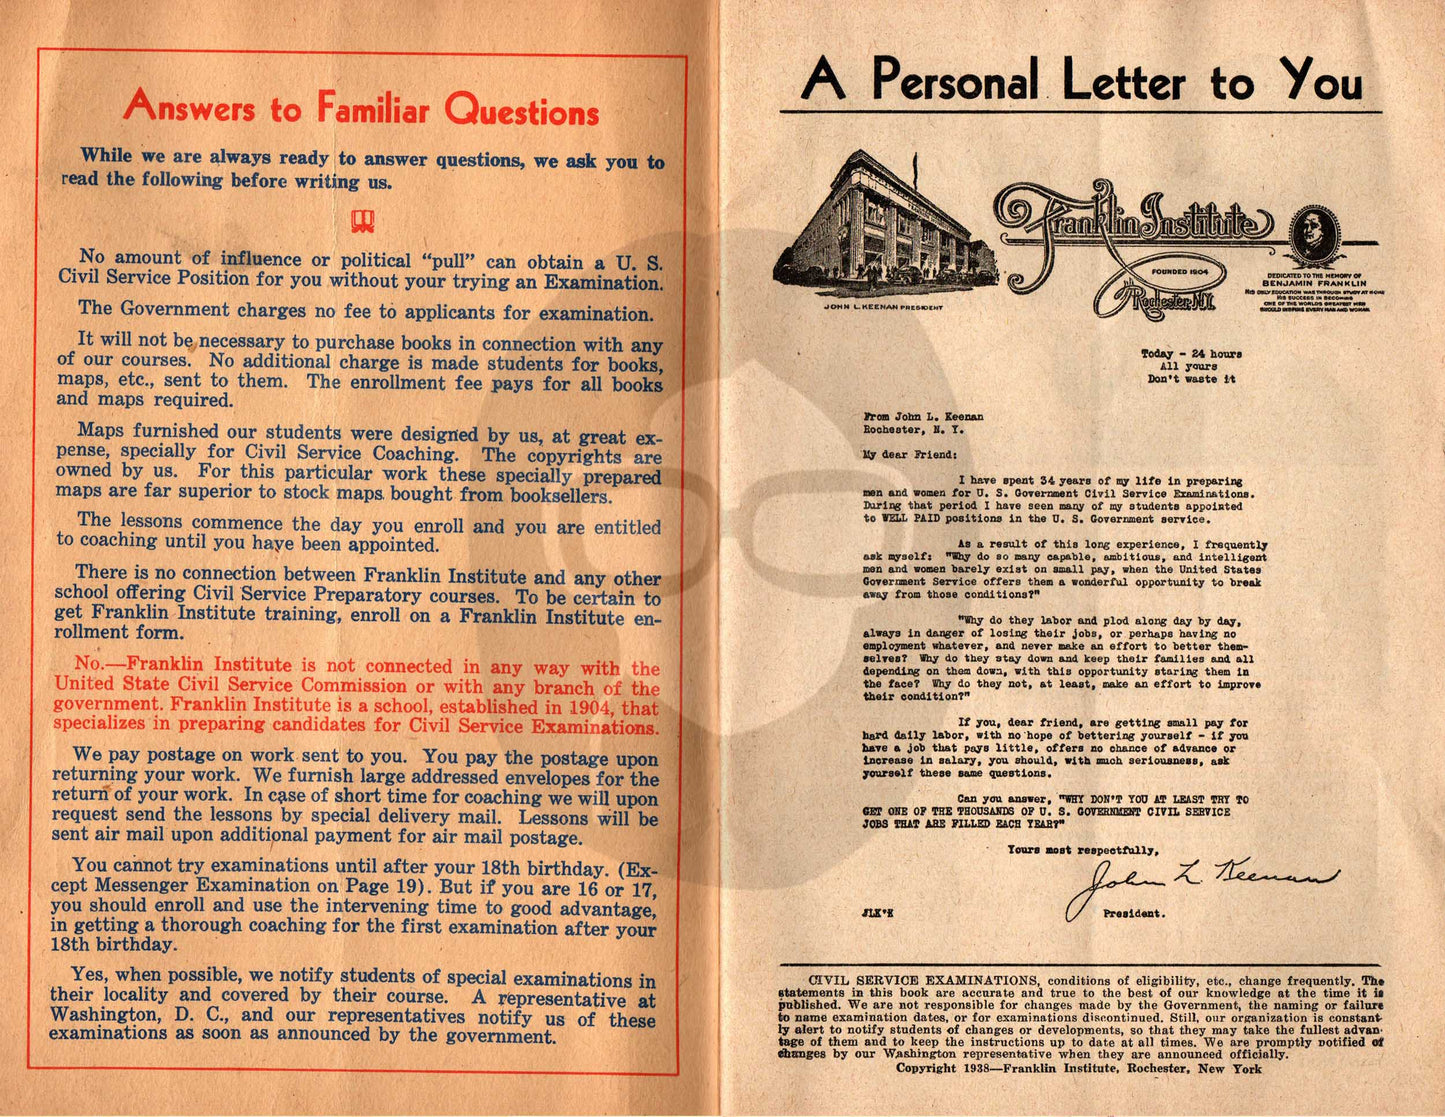 Answers to Familiar Questions
While we are always ready to answer questions, we ask you to
read the following before writing us.
No amount of influence or political “pull” can obtain a U. S.
Civil Service Position for you without your trying an Examination.
The Government charges no fee to applicants for examination.
It will not be necessary to purchase books in connection with any
of our courses. No additional charge is made students for books,
maps, etc., sent to them. The enrollment fee pays for all books
and maps required.
Maps furnished our students were designed by us, at great ex-
pense, specially for Civil Service Coaching. The copyrights are
owned by us. For this particular work these specially prepared
maps are far superior to stock maps bought from booksellers.
The lessons commence the day you enroll and you are entitled
to coaching until you have been appointed.
There is no connection between Franklin Institute and any other
school offering Civil Service Preparatory courses. To be certain to
get Franklin Institute training, enroll on a Franklin Institute en-
rollment form.
No.—Franklin Institute is not connected in any way with the
United State Civil Service Commission or with any branch of the
government. Franklin Institute is a school, established in 1904, that
specializes in preparing candidates for Civil Service Examinations.
We pay postage on work sent to you. You pay the postage upon
returning your work. We furnish large addressed envelopes for the
return of your work. In case of short time for coaching we will upon
request send the lessons by special delivery mail. Lessons will be
sent air mail upon additional payment for air mail postage.
You cannot try examinations until after your 18th birthday. (Ex-
cept Messenger Examination on Page 19). But if you are 16 or 17,
you should enroll and use the intervening time to good advantage,
in getting a thorough coaching for the first examination after your
18th birthday.
Yes, when possible, we notify students of special examinations in
their locality and covered by their course. A representative at
Washington, D. C., and our representatives notify us of these
examinations as soon as announced by the government.
A Personal Letter to You
JOHN L. KEENAN PRESIDENT
Franklin Institute
FOUNDED 1904
Rochester, N.Y.
DEDICATED TO THE MEMORY OF
BENJAMIN FRANKLIN
HIS ONLY EDUCATION WAS THROUGH STUDY AT HOME
HIS SUCCESS IN BECOMING
ONE OF THE WORLDS GREATEST MEN
SHOULD INSPIRE EVERY MAN AND WOMAN
Today - 24 hours
All yours
Don't waste it
From John L. Keenan
Rochester, N. Y.
My dear Friend:
I have spent 34 years of my life in preparing
men and women for U. S. Government Civil Service Examinations.
During that period I have seen many of my students appointed
to WELL PAID positions in the U. S. Government service.
As a result of this long experience, I frequently
ask myself: "Why do so many capable, ambitious, and intelligent
men and women barely exist on small pay, when the United States
Government Service offers them a wonderful opportunity to break
away from those conditions?"
"Why do they labor and plod along day by day,
always in danger of losing their jobs, or perhaps having no
employment whatever, and never make an effort to better them-
selves? Why do they stay down and keep their families and all
depending on them down, with this opportunity staring them in
the face? Why do they not, at least, make an effort to improve
their condition?"
If you, dear friend, are getting small pay for
hard daily labor, with no hope of bettering yourself - if you
have a job that pays little, offers no chance of advance or
increase in salary, you should, with much seriousness, ask
yourself these same questions.
Can you answer, "WHY DON'T YOU AT LEAST TRY TO
GET ONE OF THE THOUSANDS OF U. S. GOVERNMENT CIVIL SERVICE
JOBS THAT ARE FILLED EACH YEAR?"
Yours most respectfully,
John L. Keenan
JLK*K
President.
CIVIL SERVICE EXAMINATIONS, conditions of eligibility, etc., change frequently. The
statements in this book are accurate and true to the best of our knowledge at the time it is
published. We are not responsible for changes made by the Government, the naming or failure
to name examination dates, or for examinations discontinued. Still, our organization is constant-
ly alert to notify students of changes or developments, so that they may take the fullest advan-
tage of them and to keep the instructions up to date at all times. We are promptly notified of
changes by our Washington representative when they are announced officially.
Copyright 1938—Franklin Institute, Rochester, New York